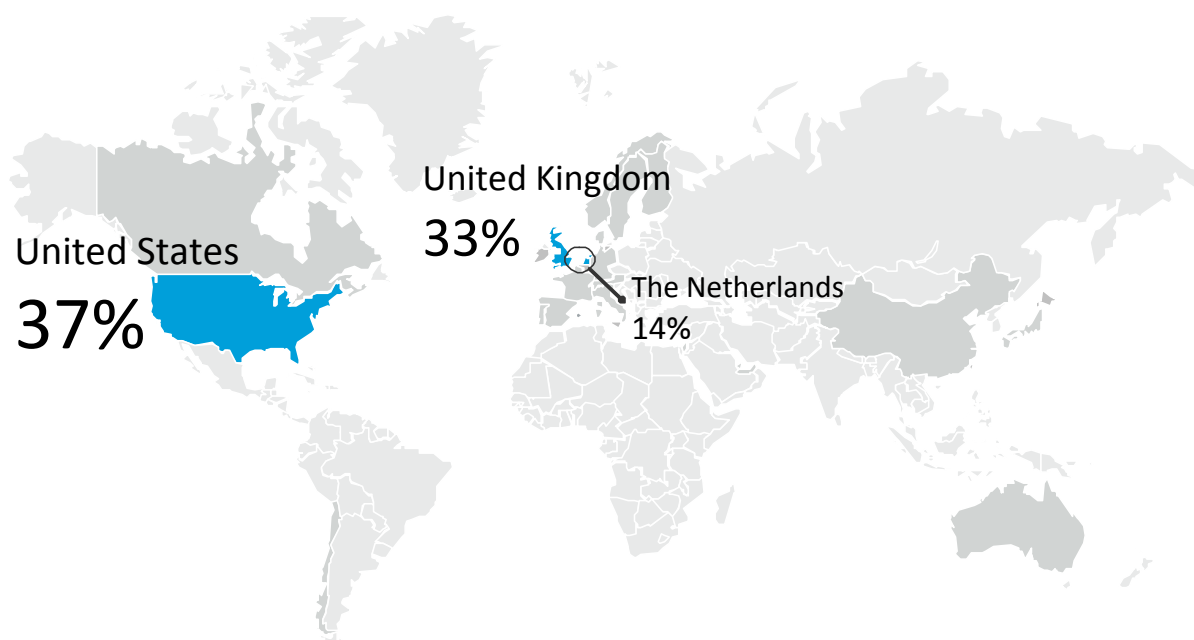 United Kingdom
33%
United States
37%
The Netherlands
14%